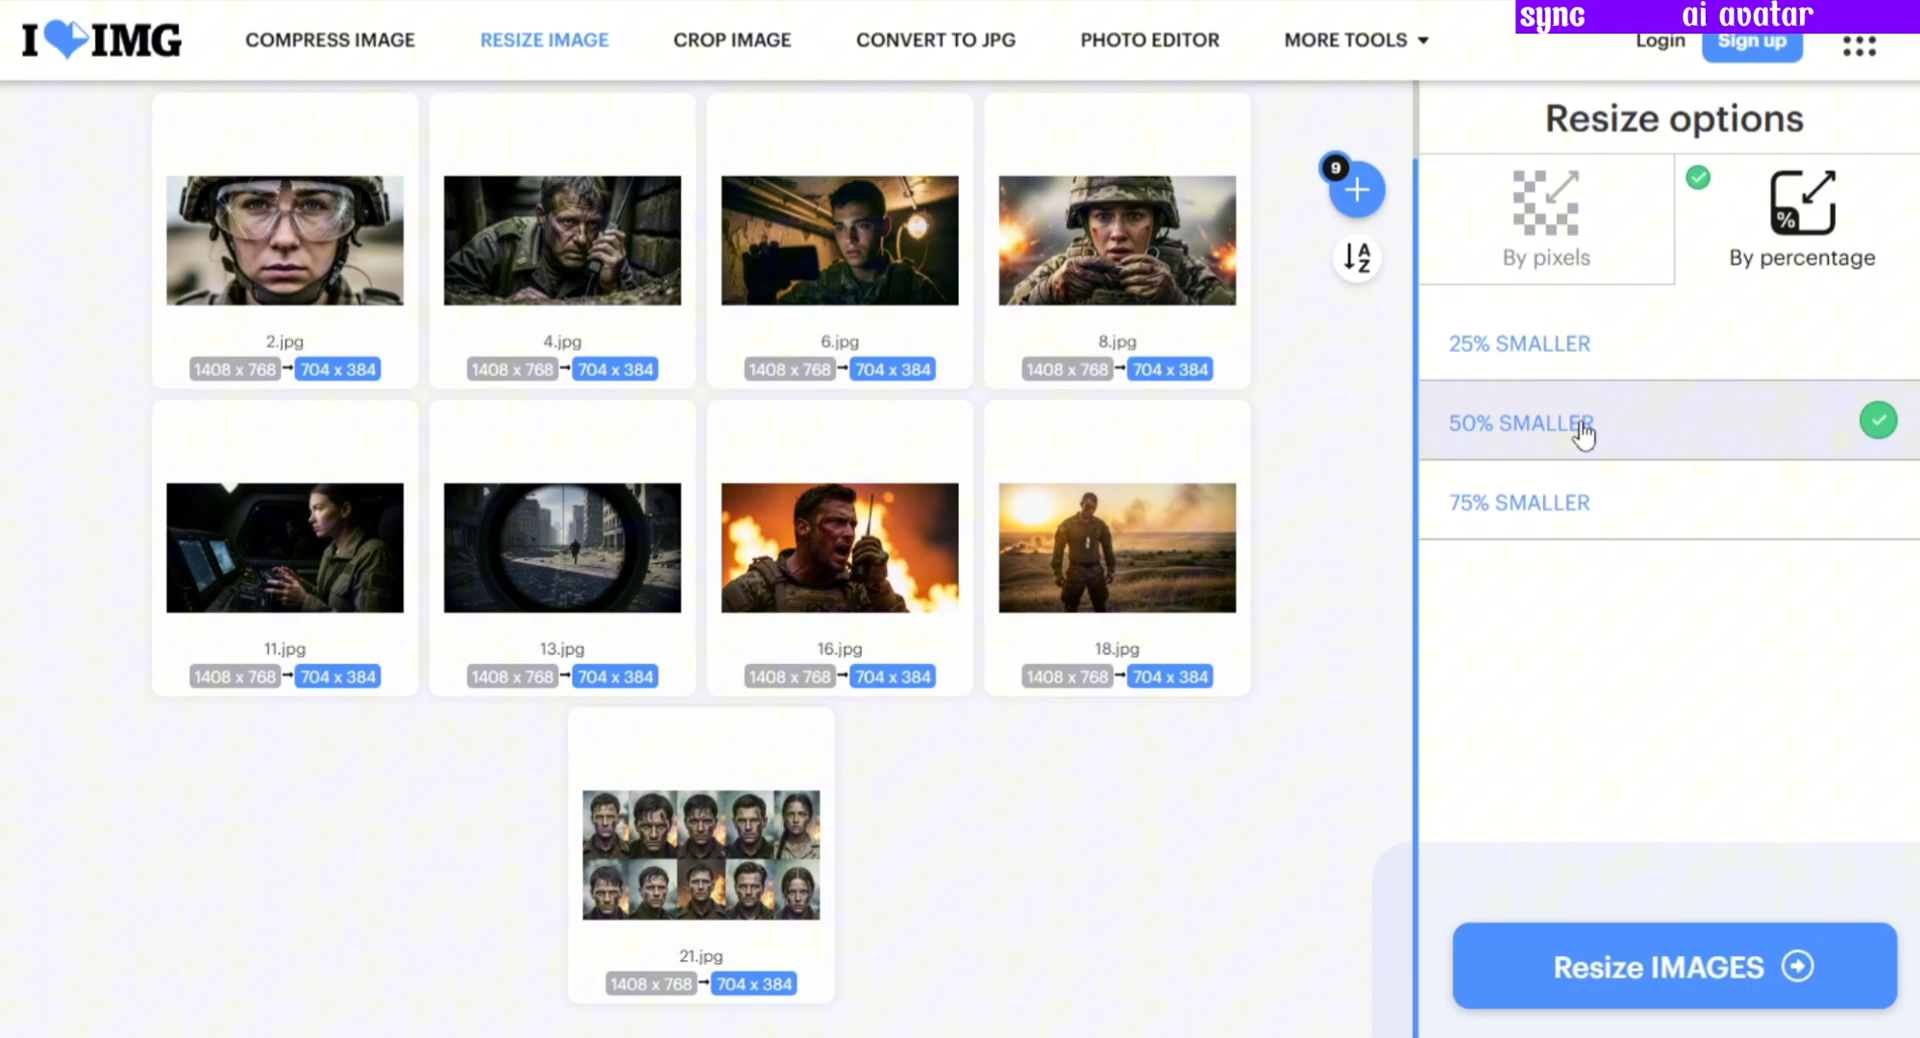 I IMG
COMPRESS IMAGE
RESIZE IMAGE
CROP IMAGE
CONVERT TO JPG
PHOTO EDITOR
MORE TOOLS
sync ai avatar
Login
Sign up
2.jpg
1408 x 768 → 704 x 384
4.jpg
1408 x 768 → 704 x 384
6.jpg
1408 x 768 → 704 x 384
8.jpg
1408 x 768 → 704 x 384
11.jpg
1408 x 768 → 704 x 384
13.jpg
1408 x 768 → 704 x 384
16.jpg
1408 x 768 → 704 x 384
18.jpg
1408 x 768 → 704 x 384
21.jpg
1408 x 768 → 704 x 384
9
A
Z
Resize options
By pixels
%
By percentage
25% SMALLER
50% SMALLER
75% SMALLER
Resize IMAGES